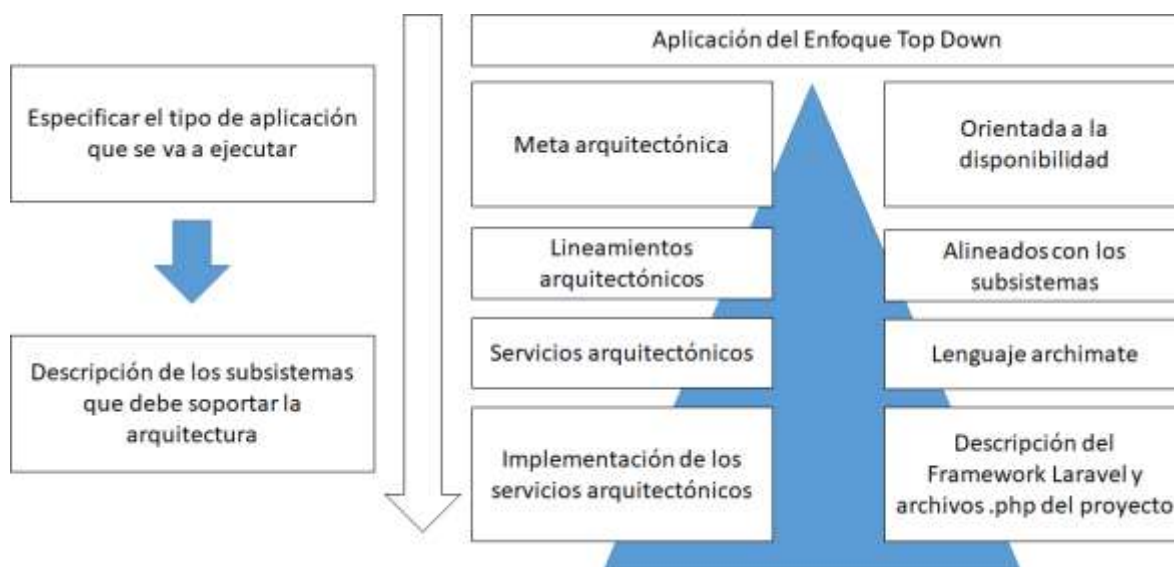 Aplicación del Enfoque Top Down
Especificar el tipo de aplicación
que se va a ejecutar
Descripción de los subsistemas
que debe soportar la
arquitectura
Meta arquitectónica
Orientada a la
disponibilidad
Lineamientos
arquitectónicos
Alineados con los
subsistemas
Servicios arquitectónicos
Lenguaje archimate
Implementación de los
servicios arquitectónicos
Descripción del
Framework Laravel y
archivos .php del proyecto